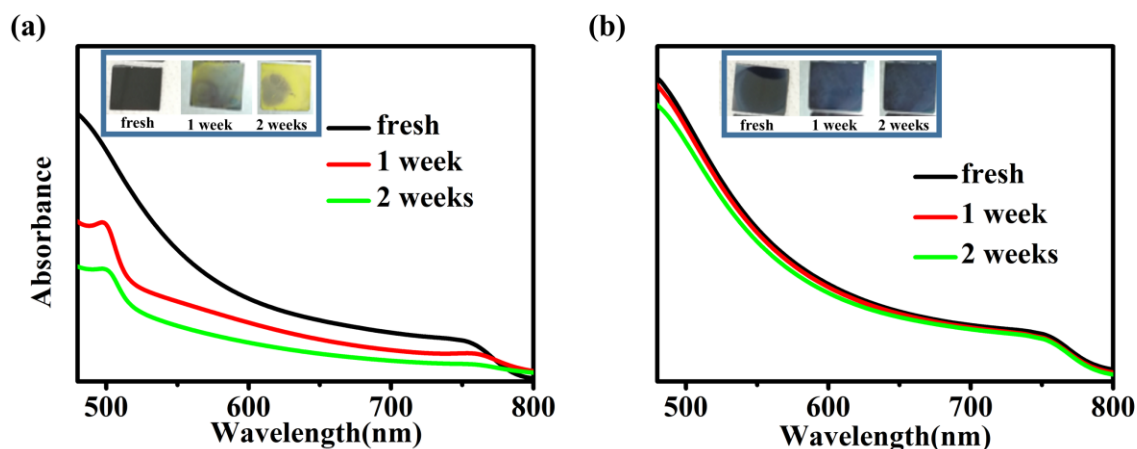 (a)
fresh
1 week
2 weeks
fresh
1 week
2 weeks
Absorbance
500
600
700
800
Wavelength(nm)
(b)
fresh
1 week
2 weeks
fresh
1 week
2 weeks
500
600
700
800
Wavelength(nm)